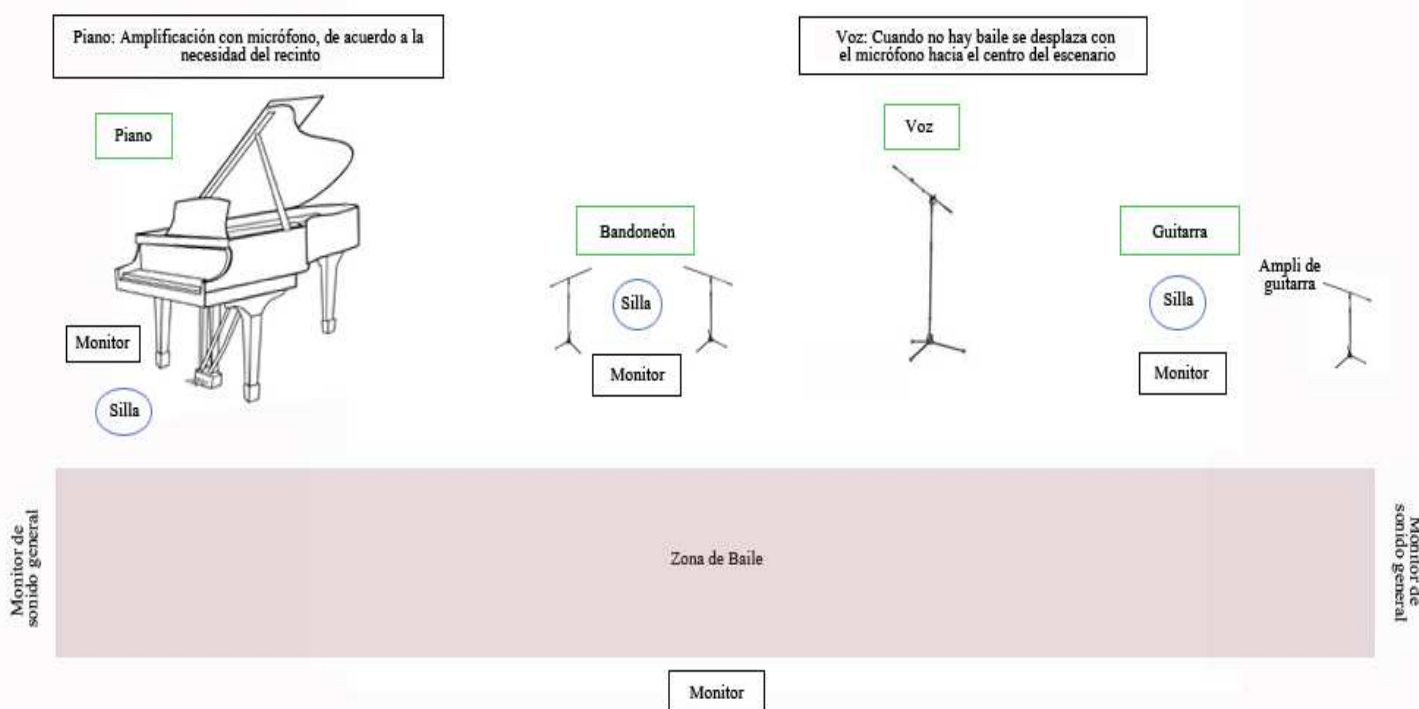 Piano: Amplificación con micrófono, de acuerdo a la
necesidad del recinto
Voz: Cuando no hay baile se desplaza con
el micrófono hacia el centro del escenario
Piano
Voz
Bandoneón
Guitarra
Silla
Silla
Ampli de
guitarra
Monitor
Monitor
Monitor
Silla
Monitor de
sonido general
Zona de Baile
Monitor de
sonido general
Monitor